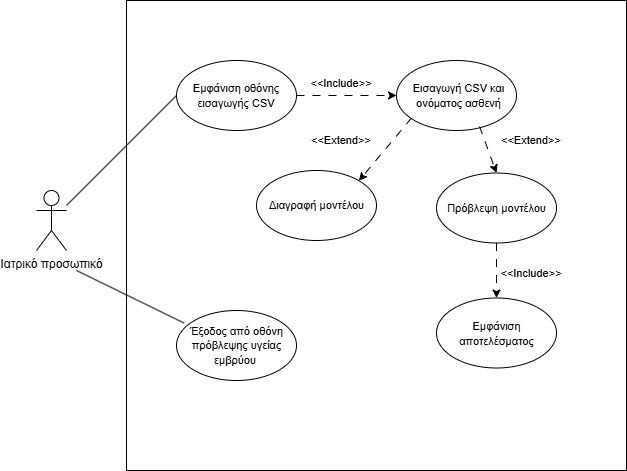 Εμφάνιση οθόνης
εισαγωγής CSV
<<Include>>
Εισαγωγή CSV και
ονόματος ασθενή
<<Extend>>
<<Extend>>
Διαγραφή μοντέλου
Πρόβλεψη μοντέλου
Ιατρικό προσωπικό
<<Include>>
Έξοδος από οθόνη
πρόβλεψης υγείας
εμβρύου
Εμφάνιση
αποτελέσματος